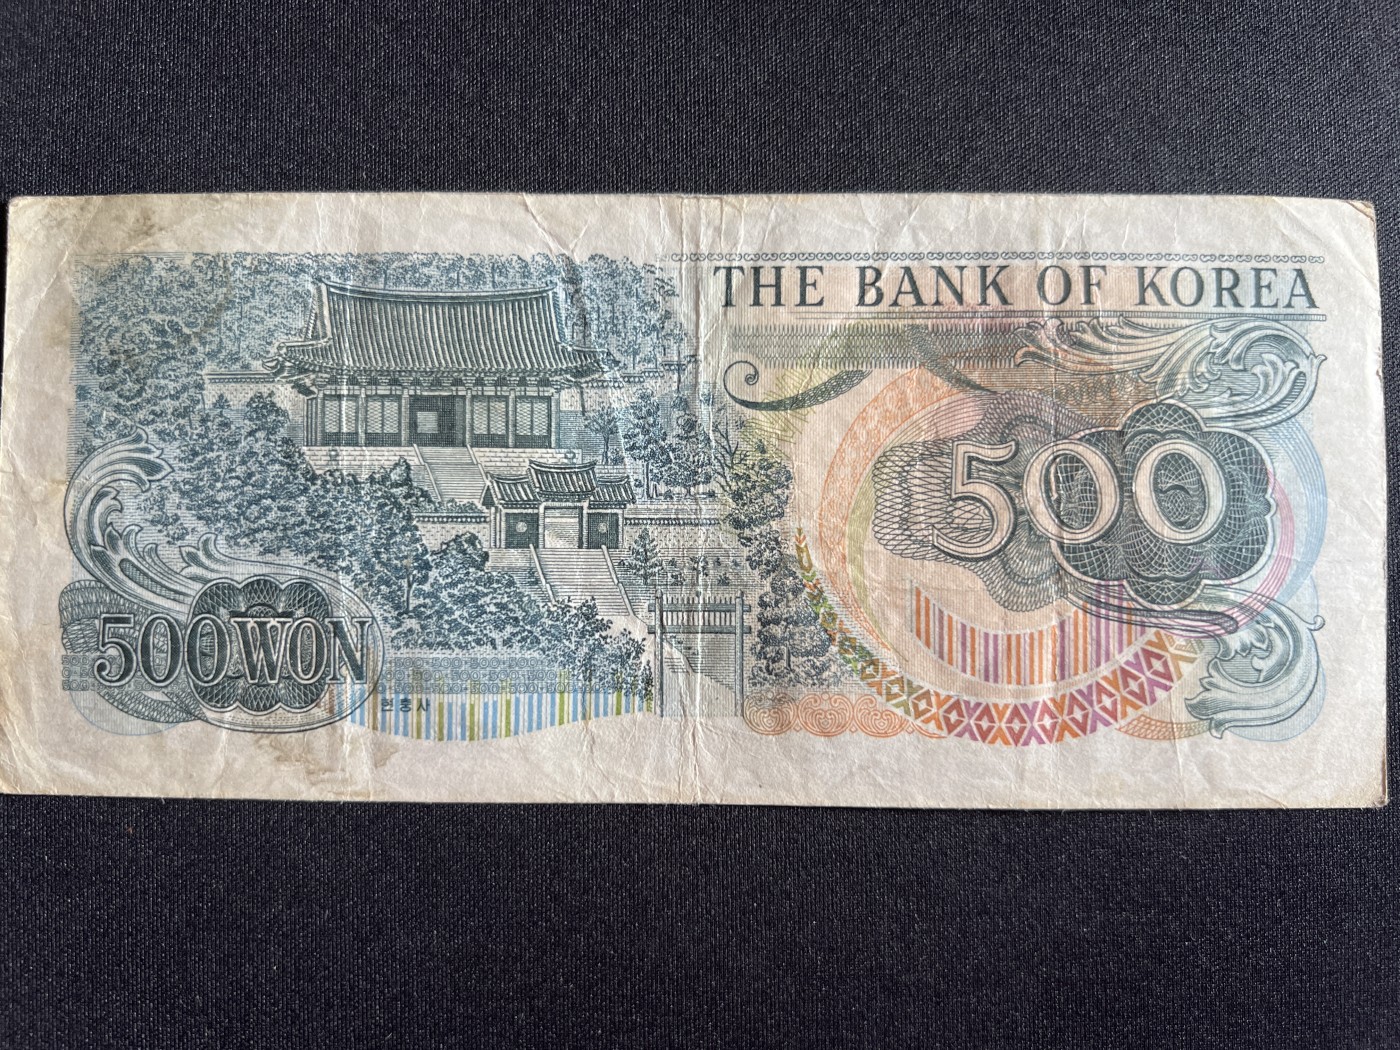 THE BANK OF KOREA
500
500 WON
현충사